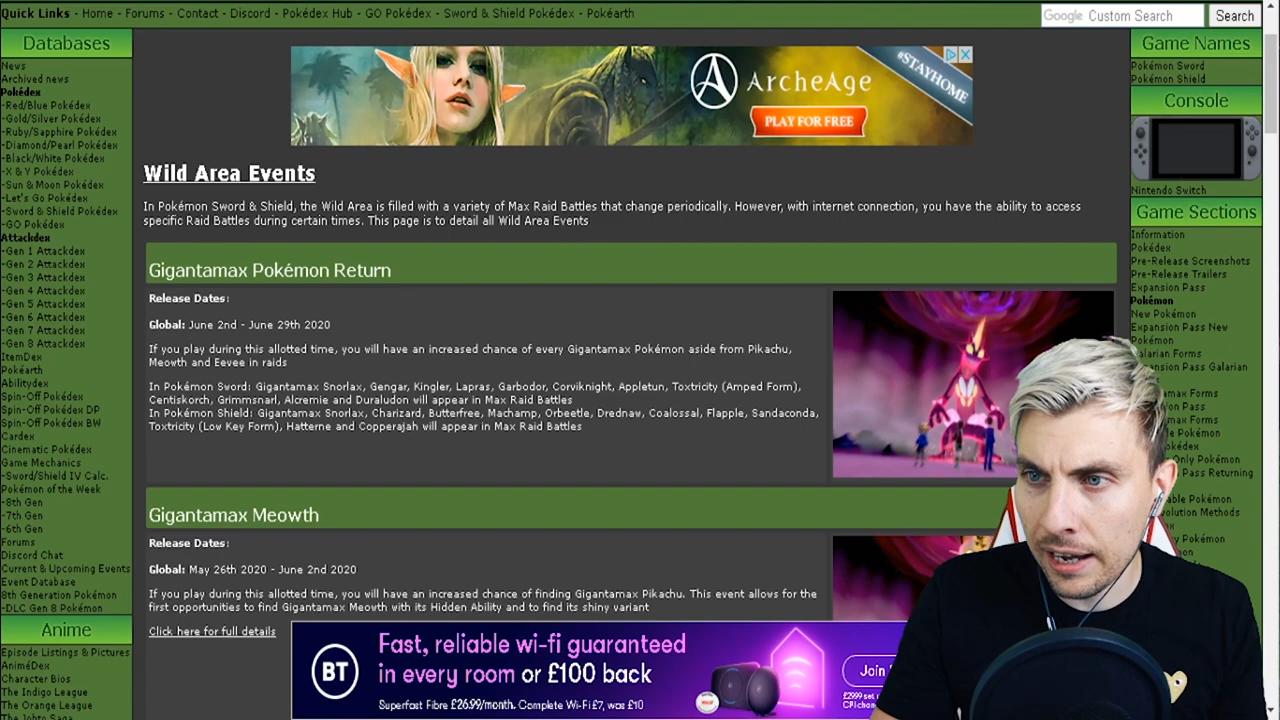 Quick Links - Home - Forums - Contact - Discord - Pokédex Hub - GO Pokédex - Sword & Shield Pokédex - Pokéarth
Google Custom Search
Search
Databases
News
Archived news
Pokédex
-Red/Blue Pokédex
-Gold/Silver Pokédex
-Ruby/Sapphire Pokédex
-Diamond/Pearl Pokédex
-Black/White Pokédex
-X & Y Pokédex
-Sun & Moon Pokédex
-Let's Go Pokédex
-Sword & Shield Pokédex
-GO Pokédex
Attackdex
-Gen 1 Attackdex
-Gen 2 Attackdex
-Gen 3 Attackdex
-Gen 4 Attackdex
-Gen 5 Attackdex
-Gen 6 Attackdex
-Gen 7 Attackdex
-Gen 8 Attackdex
ItemDex
Pokéarth
Abilitydex
Spin-Off Pokédex
Spin-Off Pokédex DP
Spin-Off Pokédex BW
Cardex
Cinematic Pokédex
Game Mechanics
-Sword/Shield IV Calc.
Pokémon of the Week
-8th Gen
-7th Gen
-6th Gen
Forums
Discord Chat
Current & Upcoming Events
Event Database
8th Generation Pokémon
-DLC Gen 8 Pokémon
Anime
Episode Listings & Pictures
AniméDex
Character Bios
The Indigo League
The Orange League
The Johto Saga
ArcheAge
PLAY FOR FREE
#STAYHOME
Wild Area Events
In Pokémon Sword & Shield, the Wild Area is filled with a variety of Max Raid Battles that change periodically. However, with internet connection, you have the ability to access
specific Raid Battles during certain times. This page is to detail all Wild Area Events
Gigantamax Pokémon Return
Release Dates:
Global: June 2nd - June 29th 2020
If you play during this allotted time, you will have an increased chance of every Gigantamax Pokémon aside from Pikachu,
Meowth and Eevee in raids
In Pokémon Sword: Gigantamax Snorlax, Gengar, Kingler, Lapras, Garbodor, Corviknight, Appletun, Toxtricity (Amped Form),
Centiskorch, Grimmsnarl, Alcremie and Duraludon will appear in Max Raid Battles
In Pokémon Shield: Gigantamax Snorlax, Charizard, Butterfree, Machamp, Orbeetle, Drednaw, Coalossal, Flapple, Sandaconda,
Toxtricity (Low Key Form), Hatterne and Copperajah will appear in Max Raid Battles
Gigantamax Meowth
Release Dates:
Global: May 26th 2020 - June 2nd 2020
If you play during this allotted time, you will have an increased chance of finding Gigantamax Pikachu. This event allows for the
first opportunities to find Gigantamax Meowth with its Hidden Ability and to find its shiny variant
Click here for full details
BT
Fast, reliable wi-fi guaranteed
in every room or £100 back
Superfast Fibre £26.99/month. Complete Wi-Fi £7, was £10
Join
Game Names
Pokémon Sword
Pokémon Shield
Console
Nintendo Switch
Game Sections
Information
Pokédex
Pre-Release Screenshots
Pre-Release Trailers
Expansion Pass
Pokémon
New Pokémon
Expansion Pass New
Pokémon
Galarian Forms
Pass Galarian
Forms
Pass
Forms
Pokémon
Only Pokémon
Pass Returning
Pokémon
Methods
Pokémon